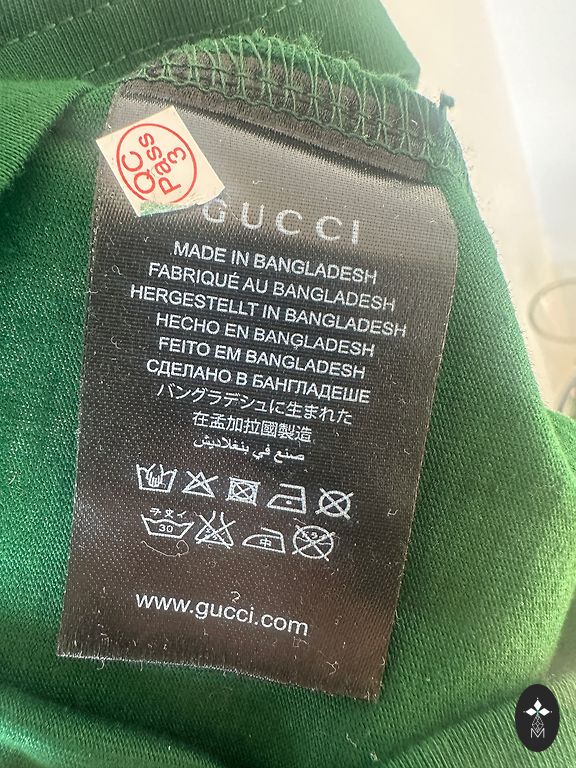 QC
Pass
3
GUCCI
MADE IN BANGLADESH
FABRIQUÉ AU BANGLADESH
HERGESTELLT IN BANGLADESH
HECHO EN BANGLADESH
FEITO EM BANGLADESH
СДЕЛАНО В БАНГЛАДЕШЕ
バングラデシュに生まれた
在孟加拉國製造
صنع في بنغلاديش
30
中
www.gucci.com
M